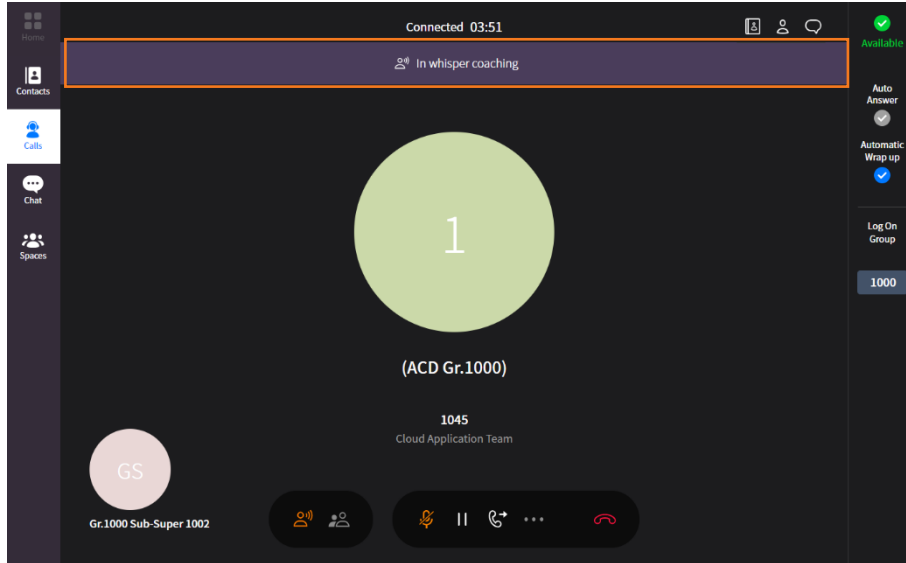 Home
Contacts
Calls
Chat
Spaces
Connected 03:51
In whisper coaching
1
(ACD Gr.1000)
1045
Cloud Application Team
GS
Gr.1000 Sub-Super 1002
Available
Auto
Answer
Automatic
Wrap up
Log On
Group
1000